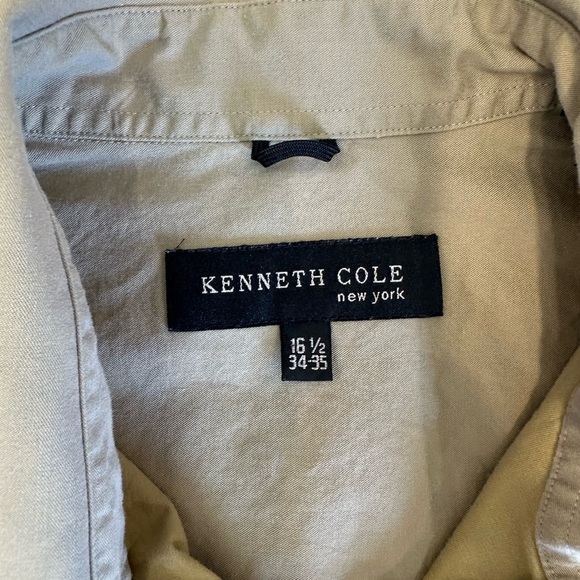 KENNETH COLE
new york
16 ½
34-35